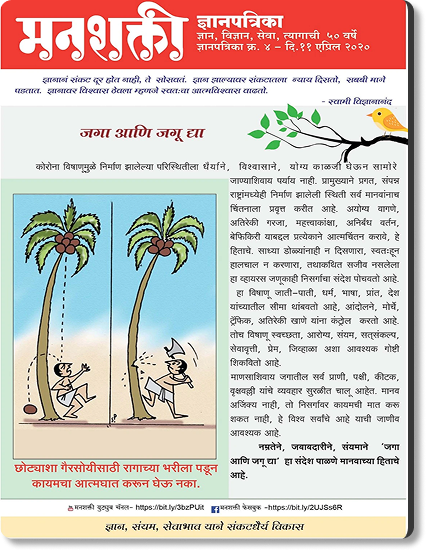 मनशक्ती
ज्ञानपत्रिका
ज्ञान, विज्ञान, सेवा, त्यागाची ५० वर्षे
ज्ञानपत्रिका क्र. ४ - दि.११ एप्रिल २०२०
ज्ञानानं संकट दूर होत नाही, ते सोसवतं. ज्ञान झाल्यावर संकटातला न्याय दिसतो, सबबी मागे
पडतात. ज्ञानावर विश्वास ठेवला म्हणजे स्वतःचा आत्मविश्वास वाढतो.
- स्वामी विज्ञानानंद
जगा आणि जगू द्या
कोरोना विषाणूमुळे निर्माण झालेल्या परिस्थितीला धैर्याने, विश्वासाने, योग्य काळजी घेऊन सामोरे
जाण्याशिवाय पर्याय नाही. प्रामुख्याने प्रगत, संपन्न
राष्ट्रांमध्येही निर्माण झालेली स्थिती सर्व मानवांनाच
चिंतनाला प्रवृत्त करीत आहे. अयोग्य वागणे,
अतिरेकी गरजा, महत्त्वाकांक्षा, अनिर्बंध वर्तन,
बेफिकिरी याबद्दल प्रत्येकाने आत्मचिंतन करावे, हे
हिताचे. साध्या डोळ्यांनाही न दिसणारा, स्वतःहून
हालचाल न करणारा, तथाकथित सजीव नसलेला
हा व्हायरस जणूकाही निसर्गाचा संदेश पोचवतो आहे.
हा विषाणू जाती-पाती, धर्म, भाषा, प्रांत, देश
यांच्यातील सीमा थांबवतो आहे, आंदोलने, मोर्चे,
ट्रॅफिक, अतिरेकी खाणे यांना कंट्रोल करतो आहे.
तोच विषाणू स्वच्छता, आरोग्य, संयम, सत्‌संकल्प,
सेवावृत्ती, प्रेम, जिव्हाळा अशा आवश्यक गोष्टी
शिकवितो आहे.
माणसाशिवाय जगातील सर्व प्राणी, पक्षी, कीटक,
वृक्षवल्ली यांचे व्यवहार सुरळीत चालू आहेत. मानव
अजिंक्य नाही, तो निसर्गावर कायमची मात करू
शकत नाही, हे विश्व सर्वांचे आहे याची जाणीव
आवश्यक आहे.
नम्रतेने, जबाबदारीने, संयमाने ‘जगा
आणि जगू द्या’ हा संदेश पाळणे मानवाच्या हिताचे
आहे.
छोट्याशा गैरसोयीसाठी रागाच्या भरीला पडून
कायमचा आत्मघात करून घेऊ नका.
मनशक्ती युट्युब चॅनल- https://bit.ly/3bzPUit मनशक्ती फेसबुक -https://bit.ly/2UJSs6R
ज्ञान, संयम, सेवाभाव याने संकटधैर्य विकास